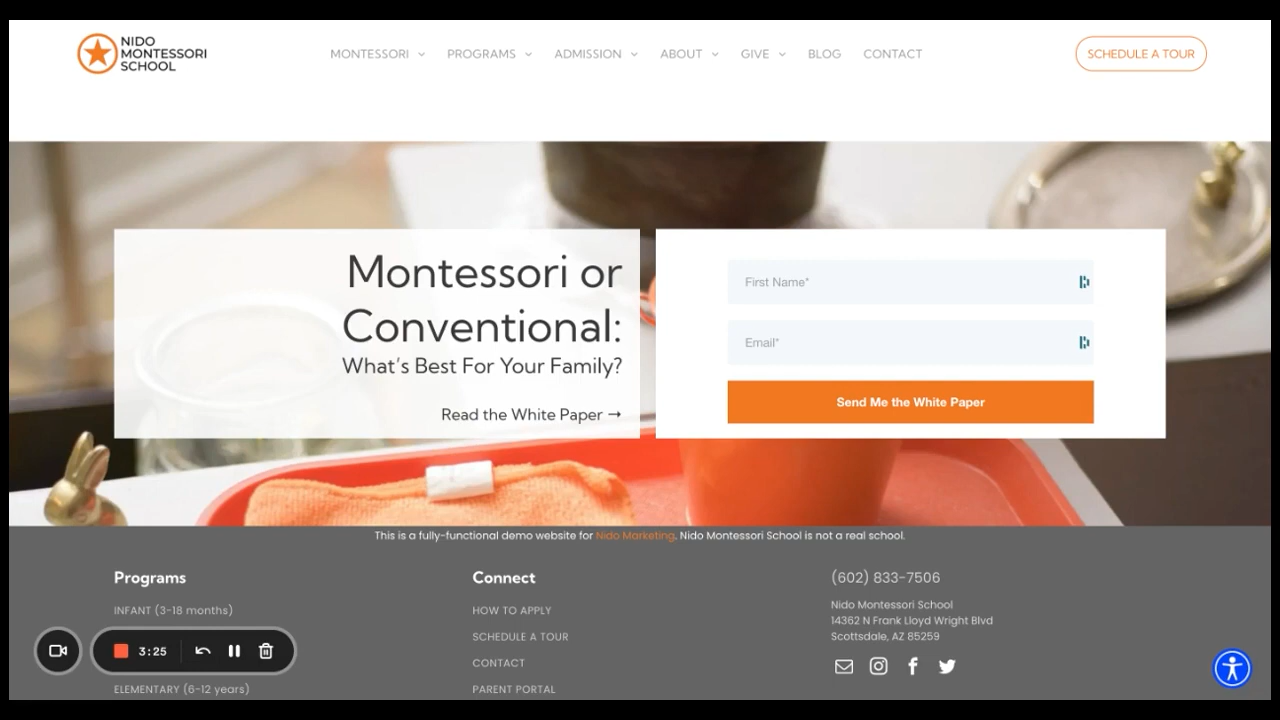 NIDO
MONTESSORI
SCHOOL
MONTESSORI PROGRAMS ADMISSION ABOUT GIVE BLOG CONTACT
SCHEDULE A TOUR
Montessori or
Conventional:
What's Best For Your Family?
Read the White Paper →
First Name*
Email*
Send Me the White Paper
This is a fully-functional demo website for Nido Marketing. Nido Montessori School is not a real school.
Programs
INFANT (3-18 months)
3:25
ELEMENTARY (6-12 years)
Connect
HOW TO APPLY
SCHEDULE A TOUR
CONTACT
PARENT PORTAL
(602) 833-7506
Nido Montessori School
14362 N Frank Lloyd Wright Blvd
Scottsdale, AZ 85259